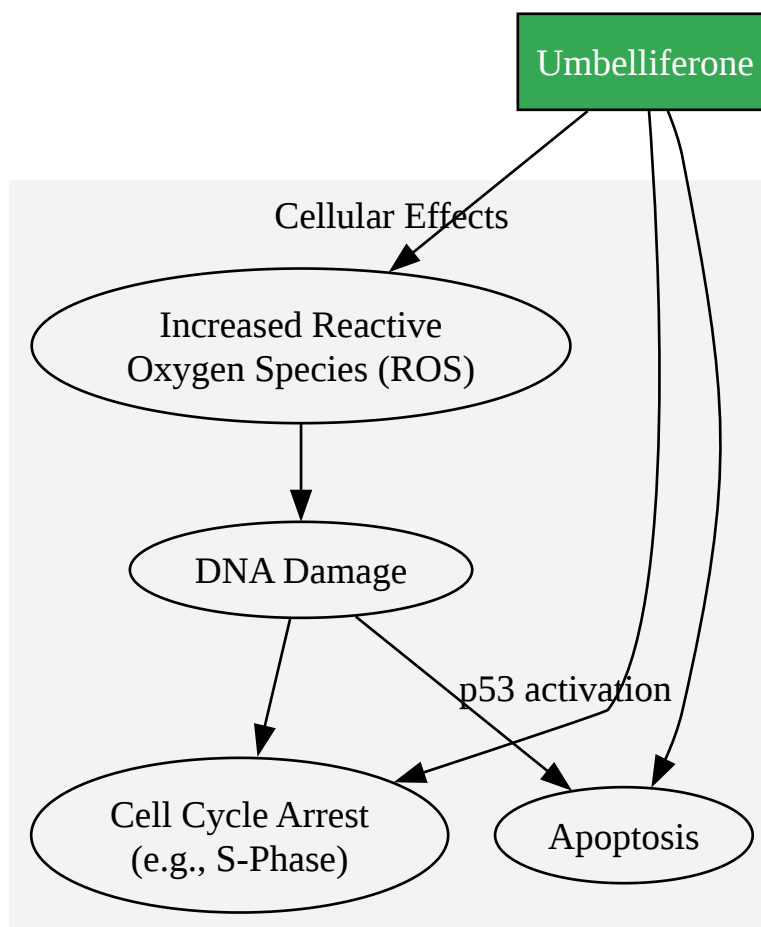 Umbelliferone
Cellular Effects
Increased Reactive
Oxygen Species (ROS)
DNA Damage
p53 activation
Cell Cycle Arrest
(e.g., S-Phase)
Apoptosis